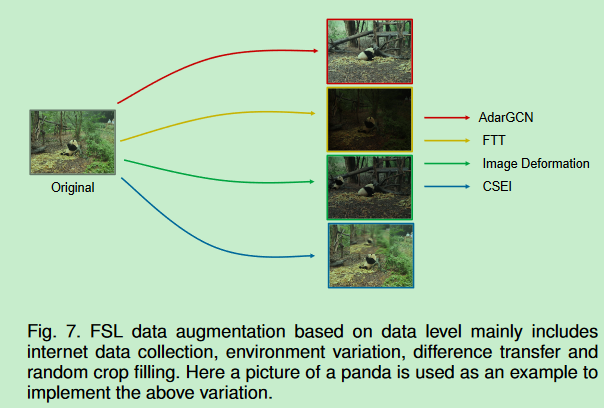 AdarGCN
FTT
Image Deformation
CSEI
Original
Fig. 7. FSL data augmentation based on data level mainly includes
internet data collection, environment variation, difference transfer and
random crop filling. Here a picture of a panda is used as an example to
implement the above variation.